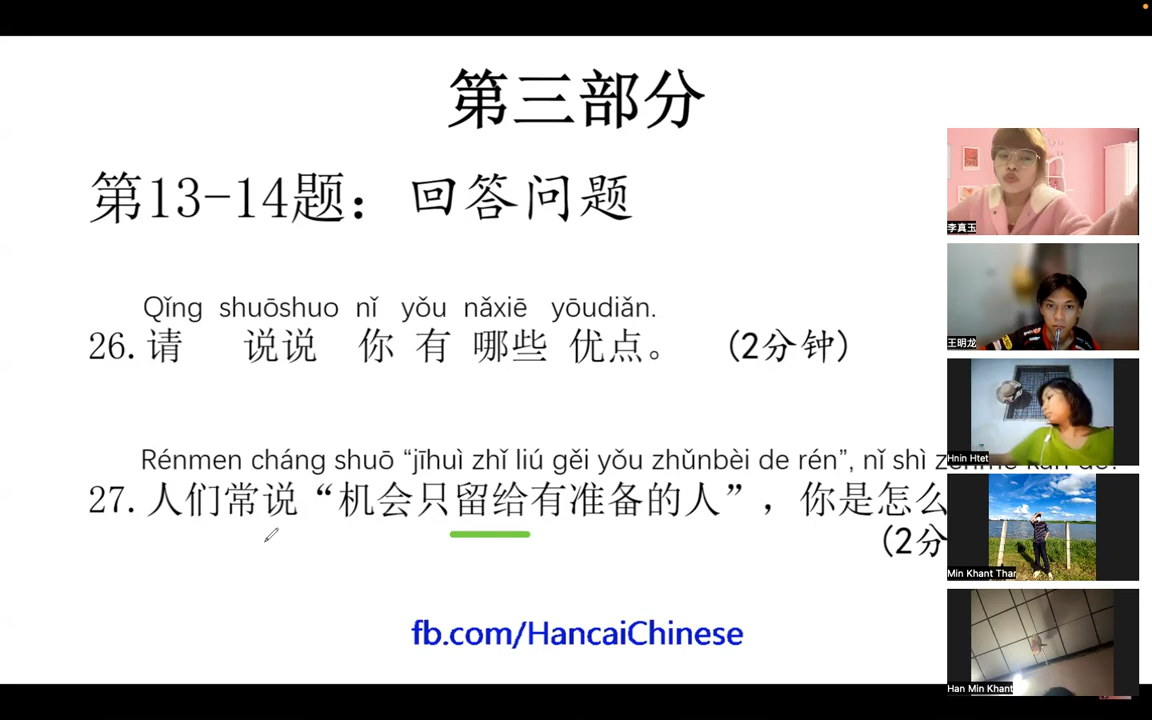 第三部分
第13-14题：回答问题
Qǐng shuōshuo nǐ yǒu nǎxiē yōudiǎn.
26. 请 说说 你 有 哪些 优点。 (2分钟)
Rénmen cháng shuō “jīhuì zhǐ liú gěi yǒu zhǔnbèi de rén”, nǐ shì
27. 人们常说“机会只留给有准备的人”，你是怎么
(2分
fb.com/HancaiChinese
李真玉
王明龙
Hnin Htet
Min Khant Thar
Han Min Khant